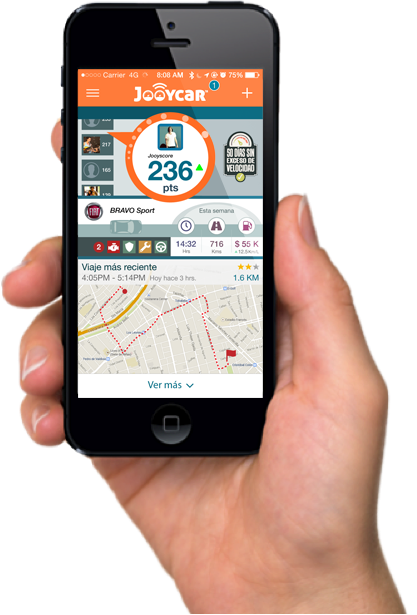 Carrier 4G 8:08 AM 75%
JOOYCAR 1
217
165
139
Jooyscore
236
pts
90 DÍAS SIN
EXCESO DE
VELOCIDAD
BRAVO Sport
Esta semana
2 14:32 716 $ 55 K
Hrs Kms
Viaje más reciente
4:05PM - 5:14PM Hoy hace 3 hrs. 1.6 KM
Ver más